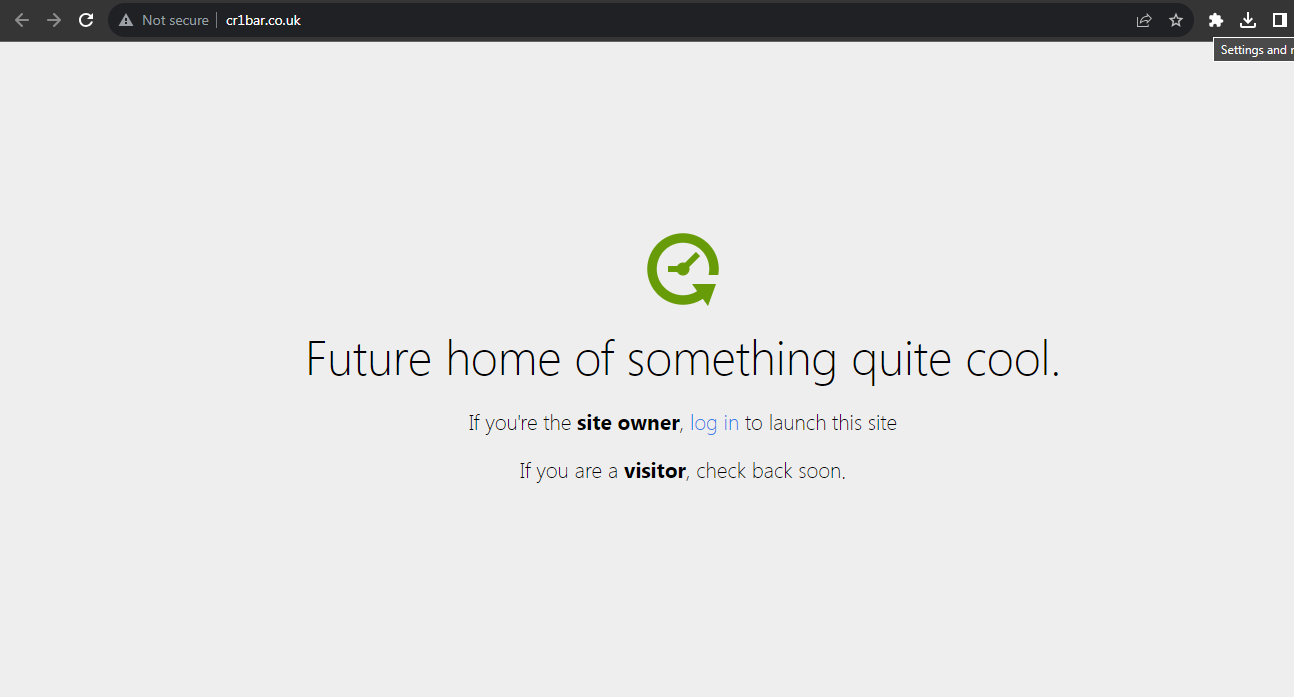 Not secure
cr1bar.co.uk
Settings and
Future home of something quite cool.
If you're the site owner, log in to launch this site
If you are a visitor, check back soon.